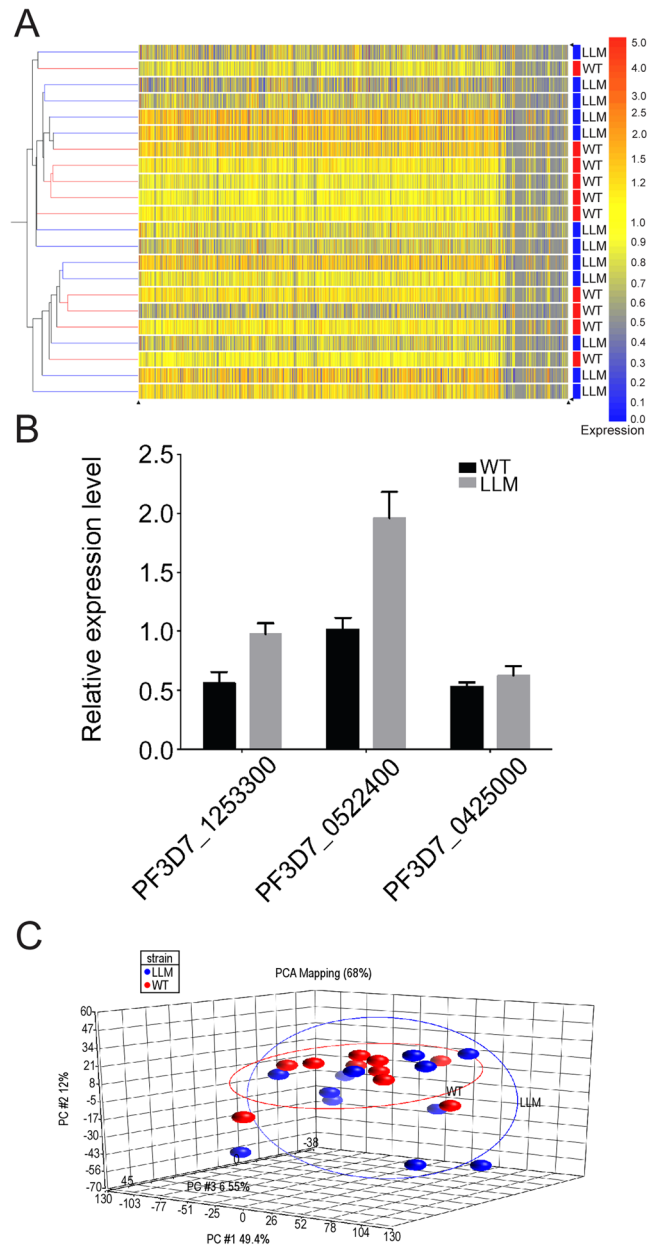 A
LLM
WT
LLM
LLM
LLM
LLM
WT
WT
WT
WT
WT
LLM
LLM
LLM
LLM
WT
WT
WT
LLM
WT
LLM
LLM
5.0
4.0
3.0
2.5
2.0
1.5
1.2
1.0
0.9
0.8
0.7
0.6
0.5
0.4
0.3
0.2
0.1
0.0
Expression
B
Relative expression level
2.5
2.0
1.5
1.0
0.5
0.0
WT
LLM
PF3D7_1253300
PF3D7_0522400
PF3D7_0425000
C
strain
LLM
WT
PCA Mapping (68%)
PC #2 12%
60
47
34
21
8
-5
-17
-30
-43
-56
-70
WT
LLM
-38
45
PC #3 6.55%
130
-103
-77
-51
-25
0
26
52
78
104
130
PC #1 49.4%